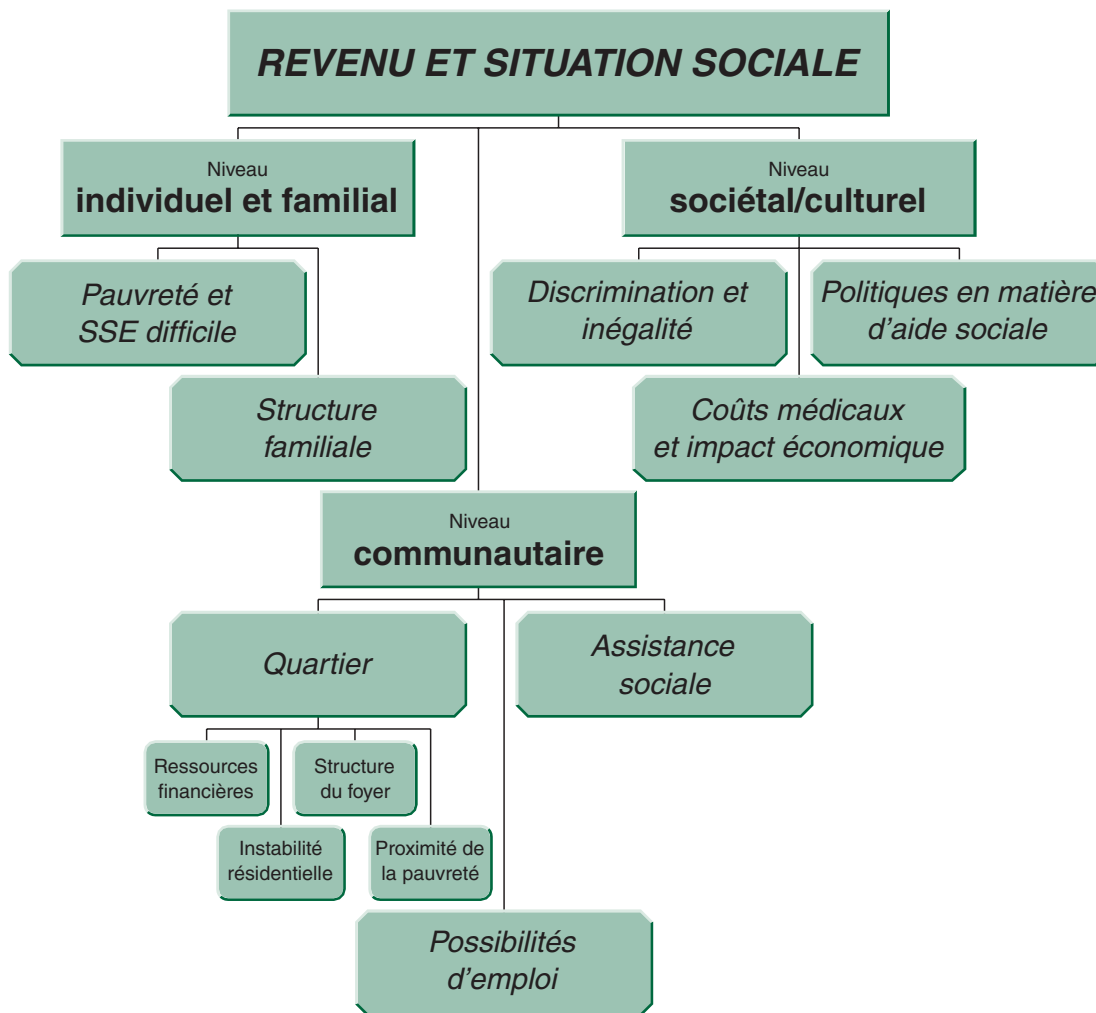 REVENU ET SITUATION SOCIALE
Niveau
individuel et familial
Pauvreté et
SSE difficile
Structure
familiale
Niveau
sociétal/culturel
Discrimination et
inégalité
Politiques en matière
d’aide sociale
Coûts médicaux
et impact économique
Niveau
communautaire
Quartier
Ressources
financières
Instabilité
résidentielle
Structure
du foyer
Proximité de
la pauvreté
Assistance
sociale
Possibilités
d’emploi